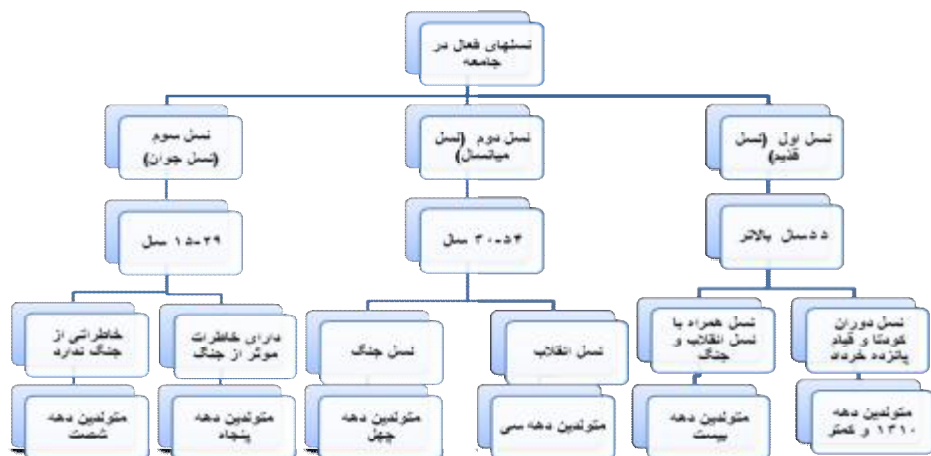 نسلهای فعال در
جامعه
نسل اول (نسل
قدیم)
نسل دوم (نسل
میانسال)
نسل سوم
(نسل جوان)
۵۵سال بالاتر
۳۰-۵۴ سال
۱۵-۲۹ سال
نسل دوران
کودتا و قیام
پانزده خرداد
نسل همراه با
نسل انقلاب و
جنگ
نسل انقلاب
نسل جنگ
دارای خاطرات
موثر از جنگ
خاطراتی از
جنگ ندارد
متولدین دهه
۱۳۱۰ و کمتر
متولدین دهه
بیست
متولدین دهه سی
متولدین دهه
چهل
متولدین دهه
پنجاه
متولدین دهه
شصت